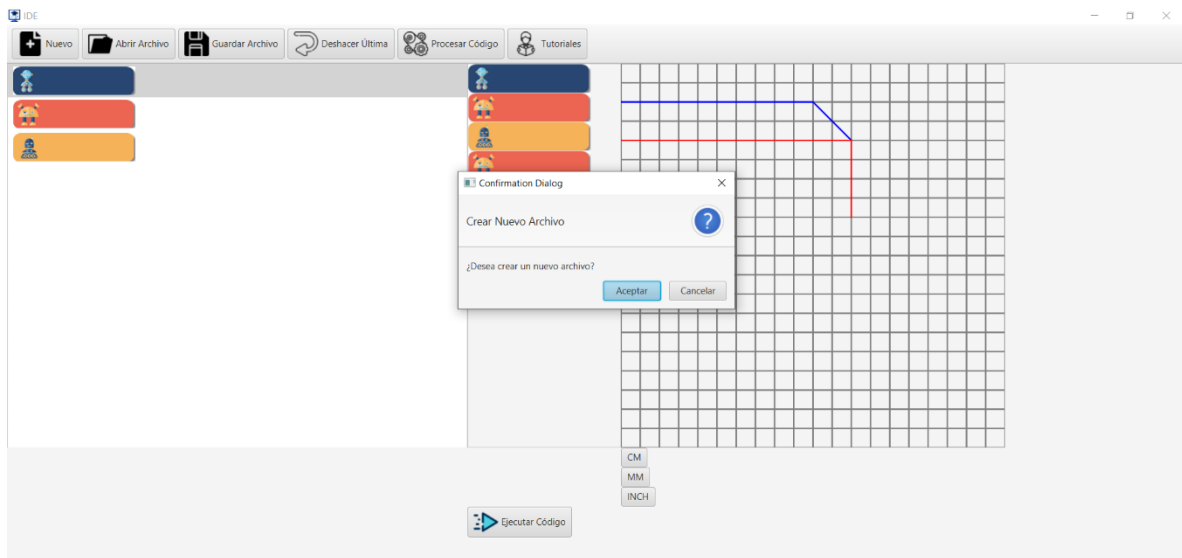 IDE
Nuevo
Abrir Archivo
Guardar Archivo
Deshacer Última
Procesar Código
Tutoriales
Confirmation Dialog
Crear Nuevo Archivo
?
¿Desea crear un nuevo archivo?
Aceptar
Cancelar
CM
MM
INCH
Ejecutar Código